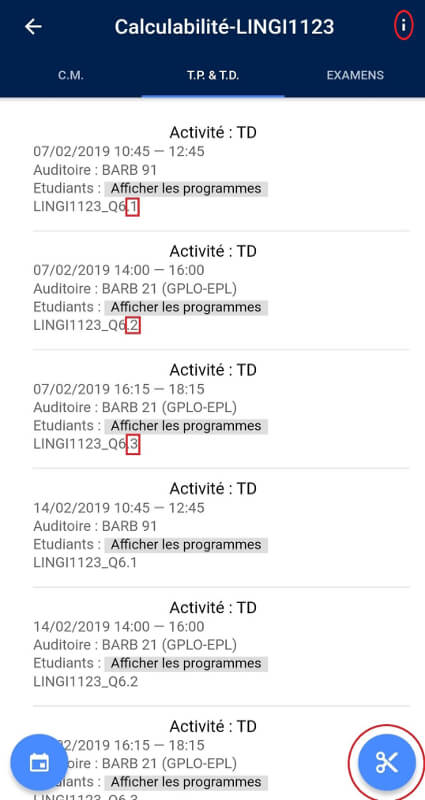 Calculabilité-LINGI1123
C.M.
T.P. & T.D.
EXAMENS
Activité : TD
07/02/2019 10:45 — 12:45
Auditoire : BARB 91
Etudiants : Afficher les programmes
LINGI1123_Q6.1
Activité : TD
07/02/2019 14:00 — 16:00
Auditoire : BARB 21 (GPLO-EPL)
Etudiants : Afficher les programmes
LINGI1123_Q6.2
Activité : TD
07/02/2019 16:15 — 18:15
Auditoire : BARB 21 (GPLO-EPL)
Etudiants : Afficher les programmes
LINGI1123_Q6.3
Activité : TD
14/02/2019 10:45 — 12:45
Auditoire : BARB 91
Etudiants : Afficher les programmes
LINGI1123_Q6.1
Activité : TD
14/02/2019 14:00 — 16:00
Auditoire : BARB 21 (GPLO-EPL)
Etudiants : Afficher les programmes
LINGI1123_Q6.2
Activité : TD
02/2019 16:15 — 18:15
oire : BARB 21 (GPLO-EPL)
iants : Afficher les programmes
LINGI1123_Q6.3